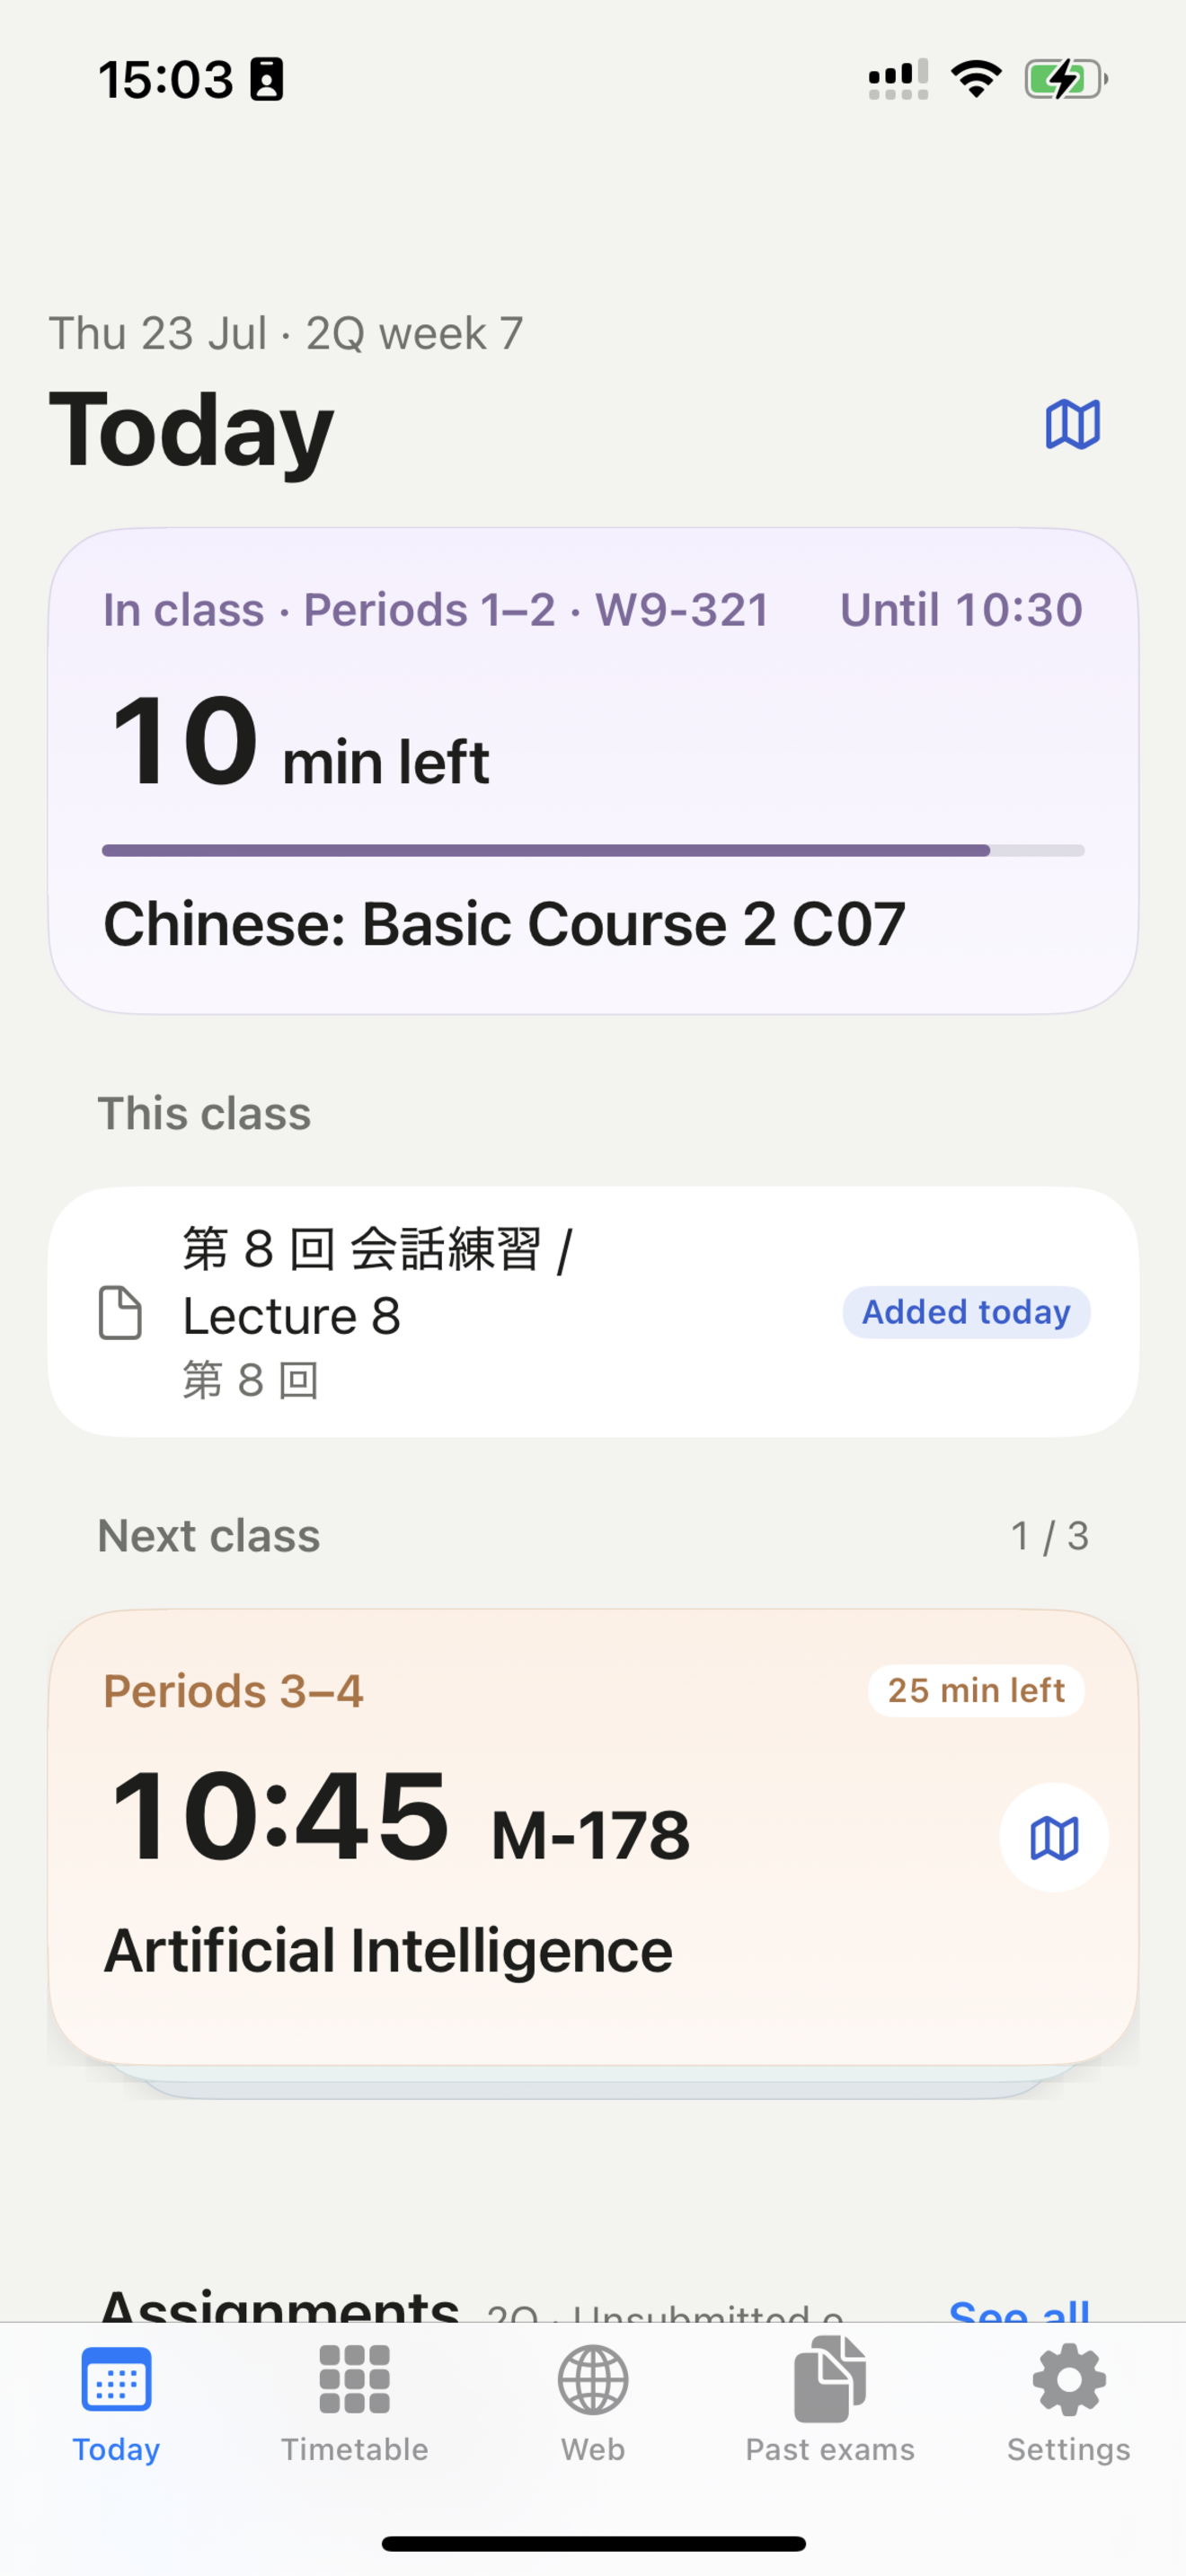 15:03
Thu 23 Jul · 2Q week 7
Today
In class · Periods 1–2 · W9-321 Until 10:30
10 min left
Chinese: Basic Course 2 C07
This class
第 8 回 会話練習 /
Lecture 8
第 8 回
Added today
Next class 1 / 3
Periods 3–4 25 min left
10:45 M-178
Artificial Intelligence
Assignments 2Q · Unsubmitted See all
Today Timetable Web Past exams Settings